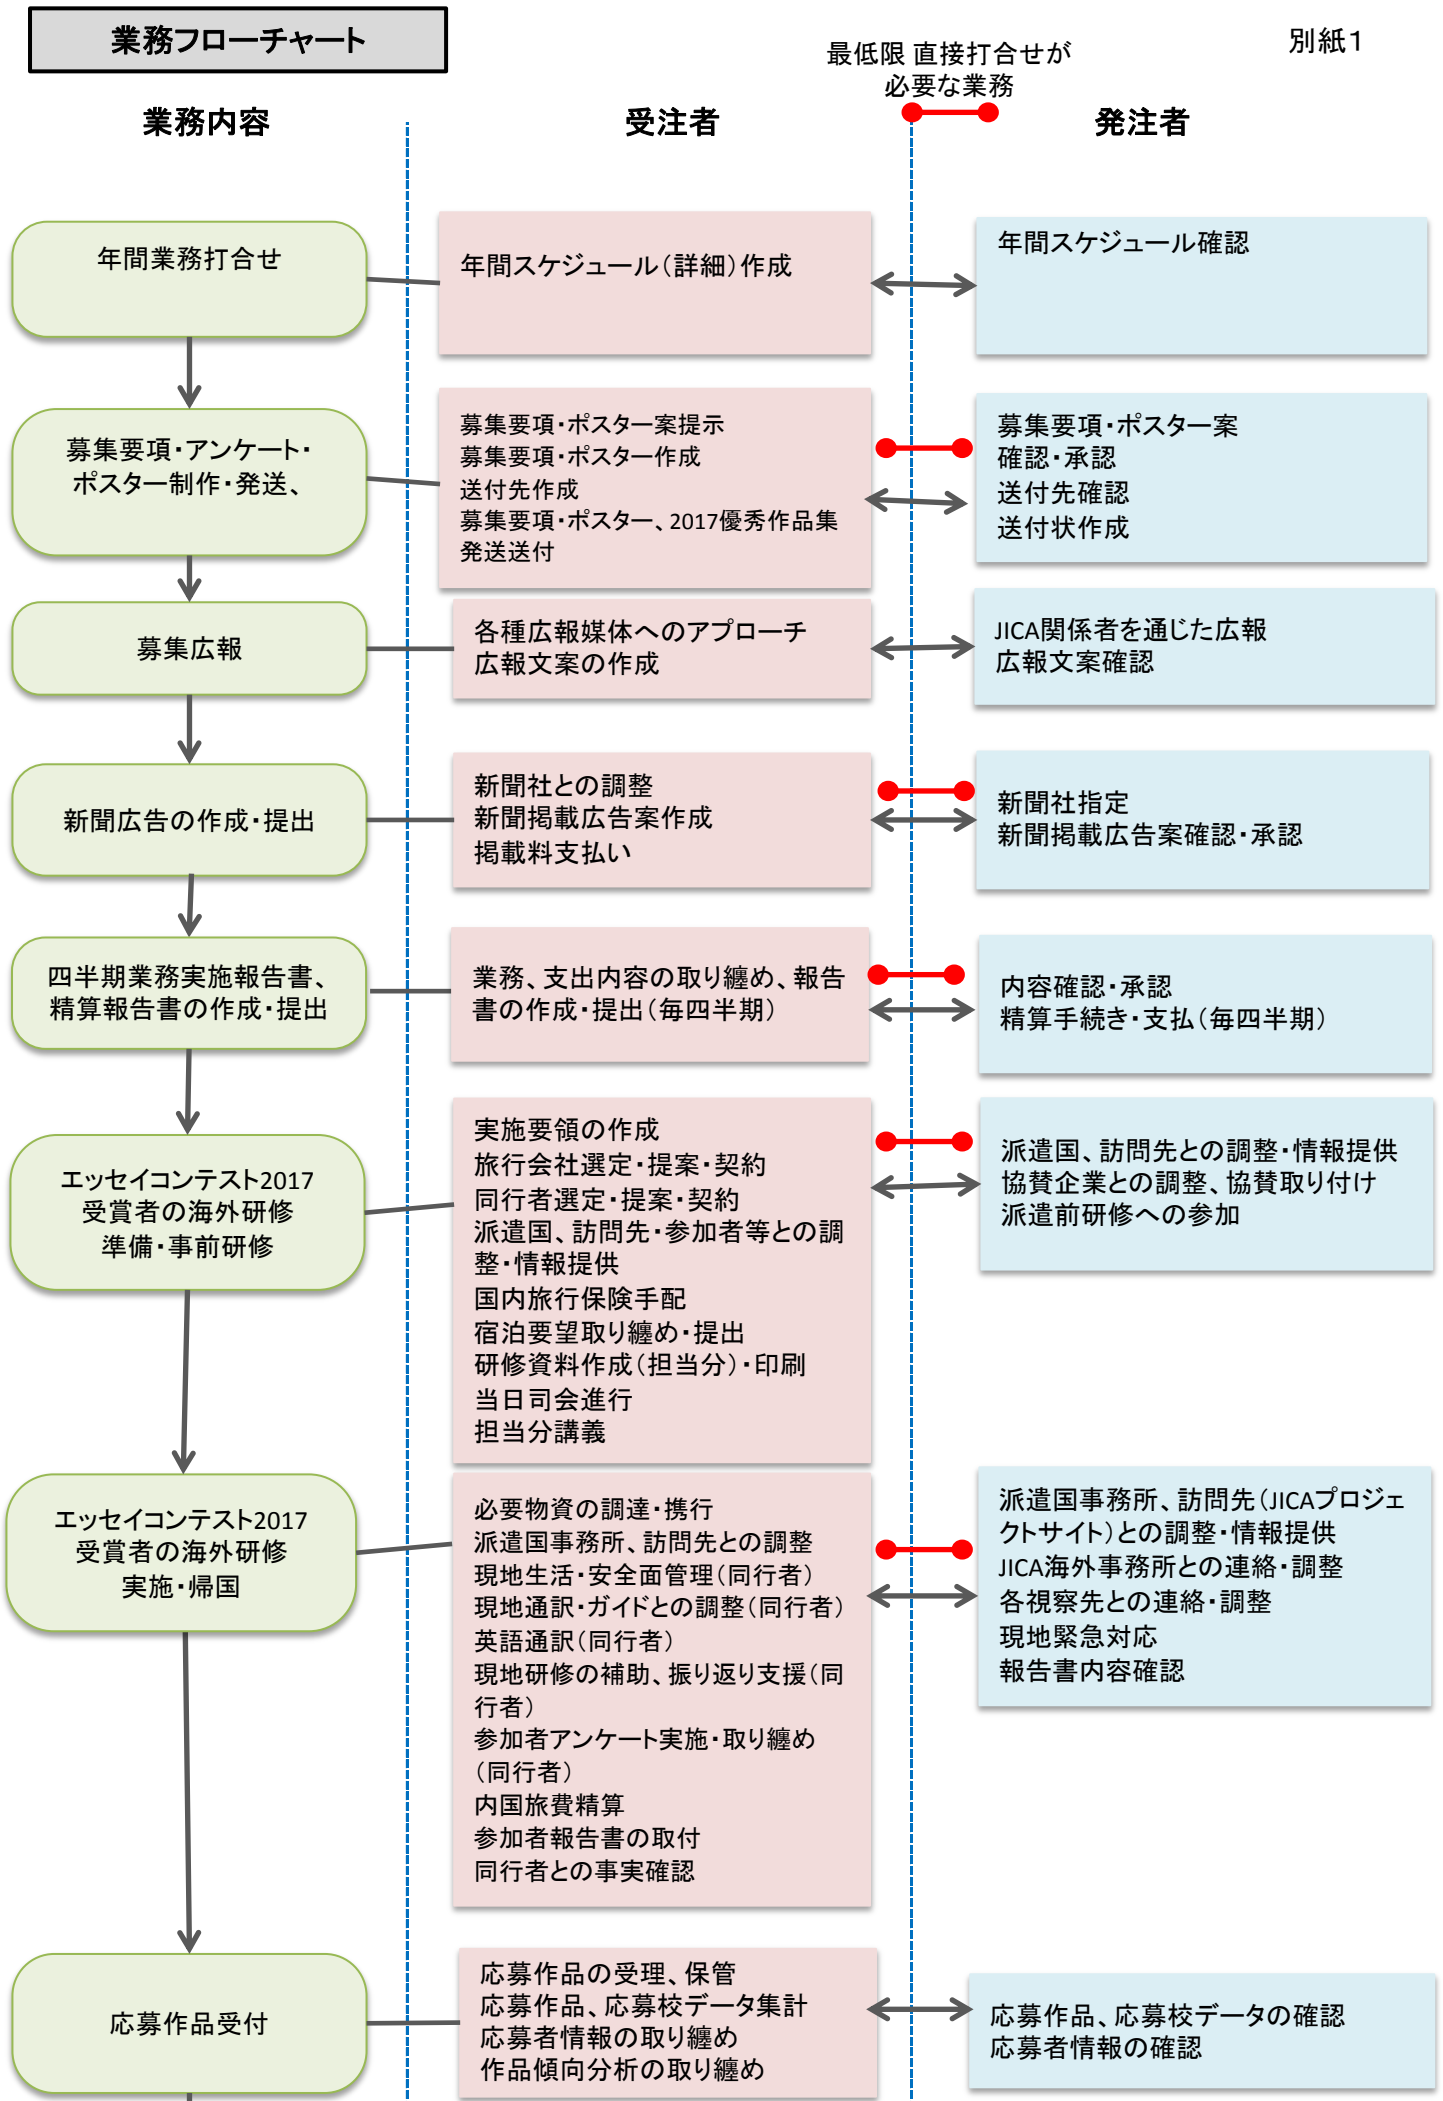 業務フローチャート
別紙1
最低限 直接打合せが
必要な業務
業務内容
受注者
発注者
年間業務打合せ
年間スケジュール（詳細）作成
年間スケジュール確認
募集要項・アンケート・
ポスター制作・発送、
募集要項・ポスター案提示
募集要項・ポスター作成
送付先作成
募集要項・ポスター、2017優秀作品集
発送送付
募集要項・ポスター案
確認・承認
送付先確認
送付状作成
募集広報
各種広報媒体へのアプローチ
広報文案の作成
JICA関係者を通じた広報
広報文案確認
新聞広告の作成・提出
新聞社との調整
新聞掲載広告案作成
掲載料支払い
新聞社指定
新聞掲載広告案確認・承認
四半期業務実施報告書、
精算報告書の作成・提出
業務、支出内容の取り纏め、報告
書の作成・提出（毎四半期）
内容確認・承認
精算手続き・支払（毎四半期）
エッセイコンテスト2017
受賞者の海外研修
準備・事前研修
実施要領の作成
旅行会社選定・提案・契約
同行者選定・提案・契約
派遣国、訪問先・参加者等との調
整・情報提供
国内旅行保険手配
宿泊要望取り纏め・提出
研修資料作成（担当分）・印刷
当日司会進行
担当分講義
派遣国、訪問先との調整・情報提供
協賛企業との調整、協賛取り付け
派遣前研修への参加
エッセイコンテスト2017
受賞者の海外研修
実施・帰国
必要物資の調達・携行
派遣国事務所、訪問先との調整
現地生活・安全面管理（同行者）
現地通訳・ガイドとの調整（同行者）
英語通訳（同行者）
現地研修の補助、振り返り支援（同
行者）
参加者アンケート実施・取り纏め
（同行者）
内国旅費精算
参加者報告書の取付
同行者との事実確認
派遣国事務所、訪問先（JICAプロジェ
クトサイト）との調整・情報提供
JICA海外事務所との連絡・調整
各視察先との連絡・調整
現地緊急対応
報告書内容確認
応募作品受付
応募作品の受理、保管
応募作品、応募校データ集計
応募者情報の取り纏め
作品傾向分析の取り纏め
応募作品、応募校データの確認
応募者情報の確認